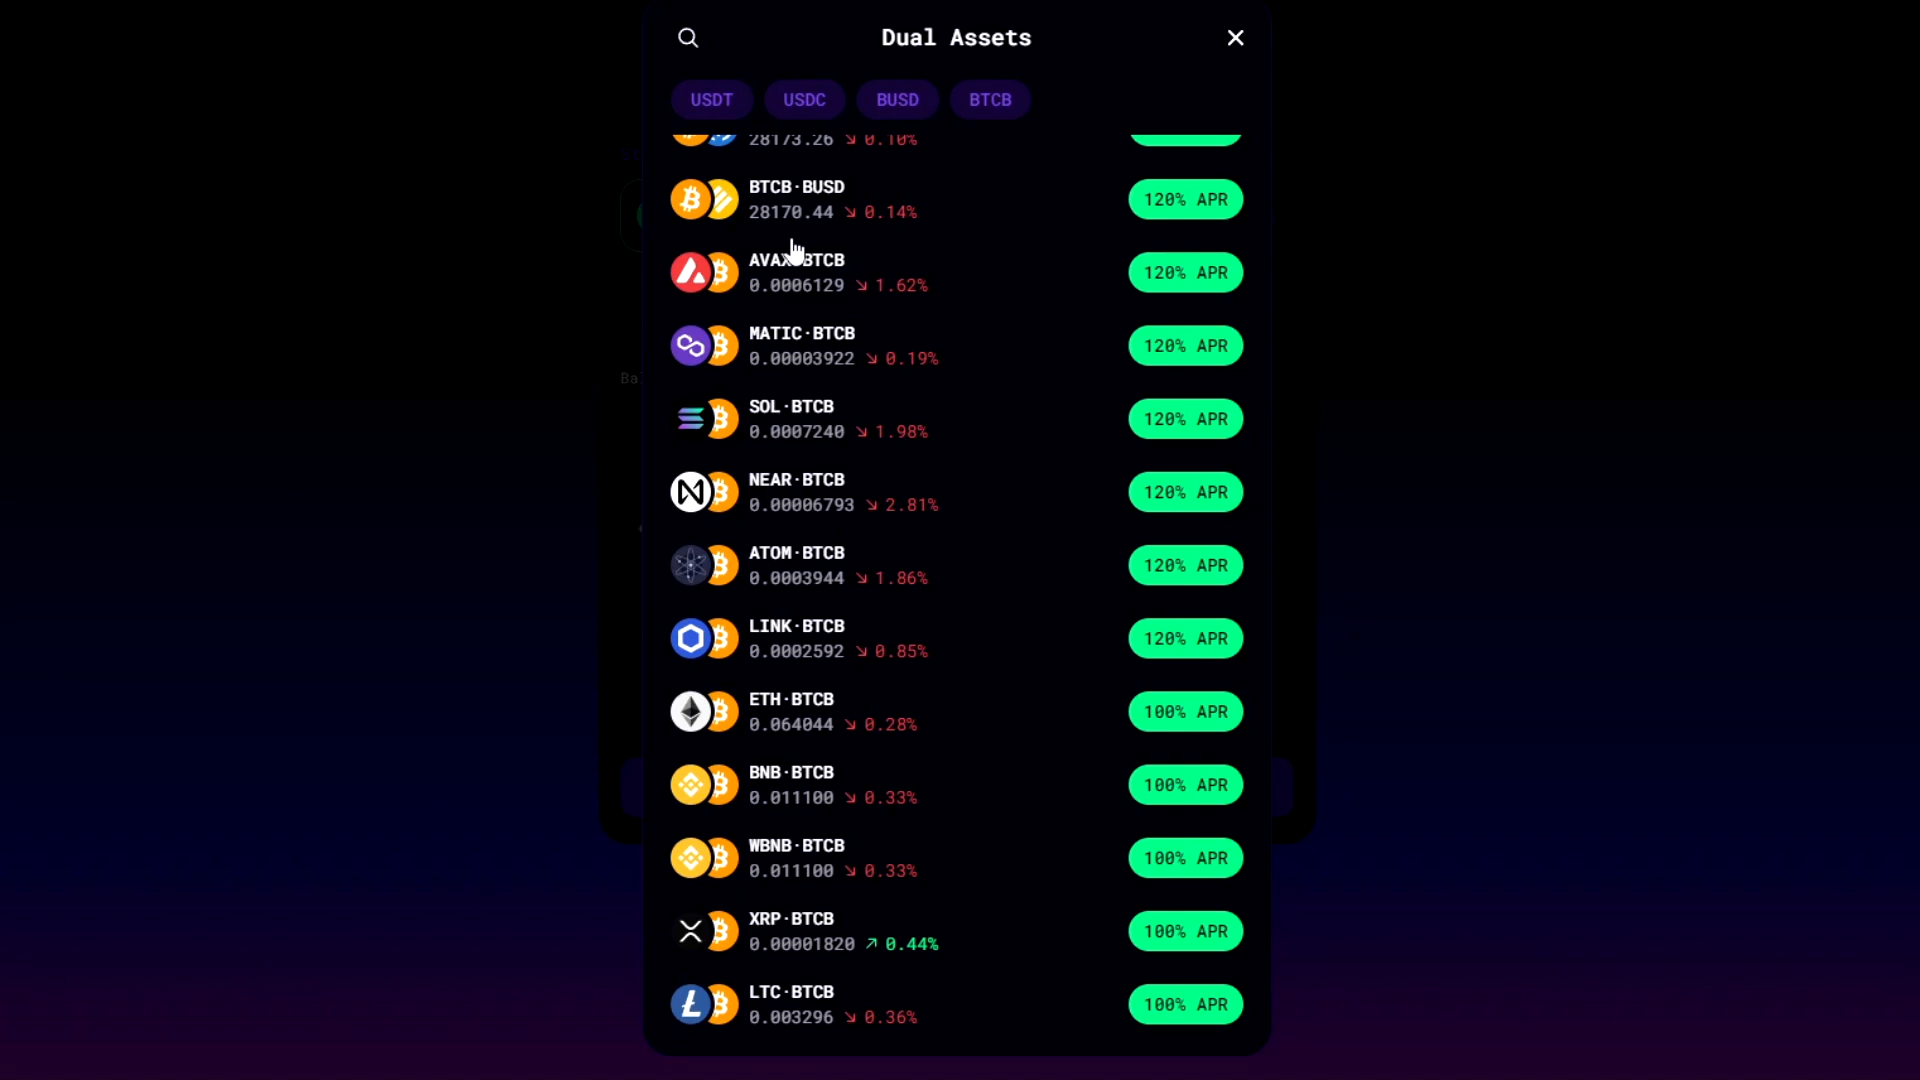 Dual Assets
USDT USDC BUSD BTCB
28173.26 ↘ 0.10%
BTCB·BUSD
28170.44 ↘ 0.14%
120% APR
AVAX·BTCB
0.0006129 ↘ 1.62%
120% APR
MATIC·BTCB
0.00003922 ↘ 0.19%
120% APR
SOL·BTCB
0.0007240 ↘ 1.98%
120% APR
NEAR·BTCB
0.00006793 ↘ 2.81%
120% APR
ATOM·BTCB
0.0003944 ↘ 1.86%
120% APR
LINK·BTCB
0.0002592 ↘ 0.85%
120% APR
ETH·BTCB
0.064044 ↘ 0.28%
100% APR
BNB·BTCB
0.011100 ↘ 0.33%
100% APR
WBNB·BTCB
0.011100 ↘ 0.33%
100% APR
XRP·BTCB
0.00001820 ↗ 0.44%
100% APR
LTC·BTCB
0.003296 ↘ 0.36%
100% APR